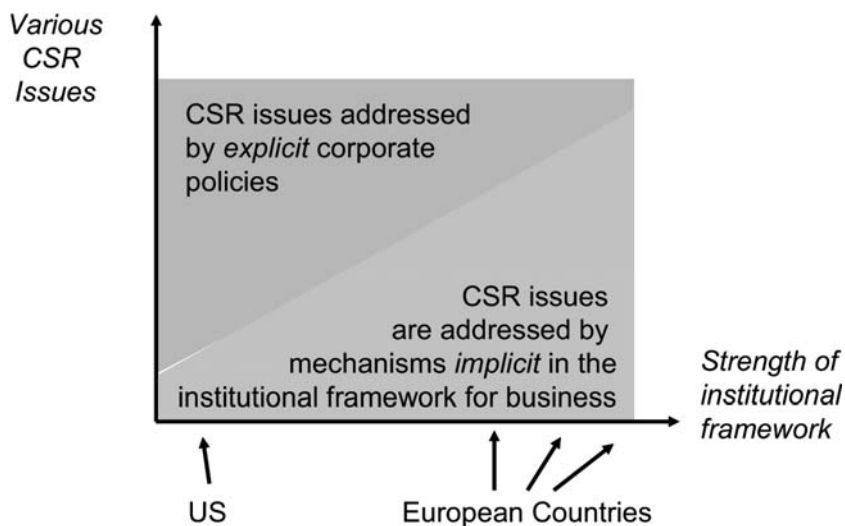 Various
CSR
Issues
CSR issues addressed
by explicit corporate
policies
CSR issues
are addressed by
mechanisms implicit in the
institutional framework for business
Strength of
institutional
framework
US
European Countries